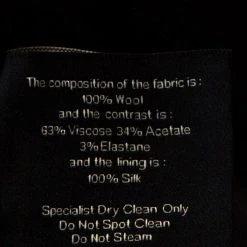 The composition of the fabric is :
100% Wool
and the contrast is :
63% Viscose 34% Acetate
3% Elastane
and the lining is :
100% Silk
Specialist Dry Clean Only
Do Not Spot Clean
Do Not Steam